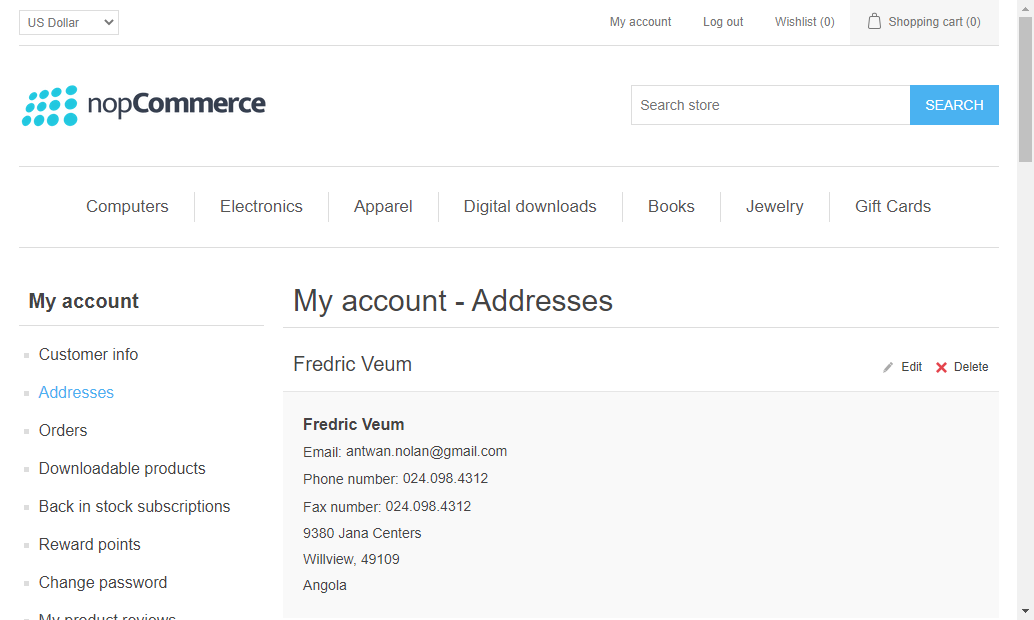 US Dollar
My account
Log out
Wishlist (0)
Shopping cart (0)
nopCommerce
Search store
SEARCH
Computers
Electronics
Apparel
Digital downloads
Books
Jewelry
Gift Cards
My account
Customer info
Addresses
Orders
Downloadable products
Back in stock subscriptions
Reward points
Change password
My product reviews
My account - Addresses
Fredric Veum
Edit
Delete
Fredric Veum
Email: antwan.nolan@gmail.com
Phone number: 024.098.4312
Fax number: 024.098.4312
9380 Jana Centers
Willview, 49109
Angola